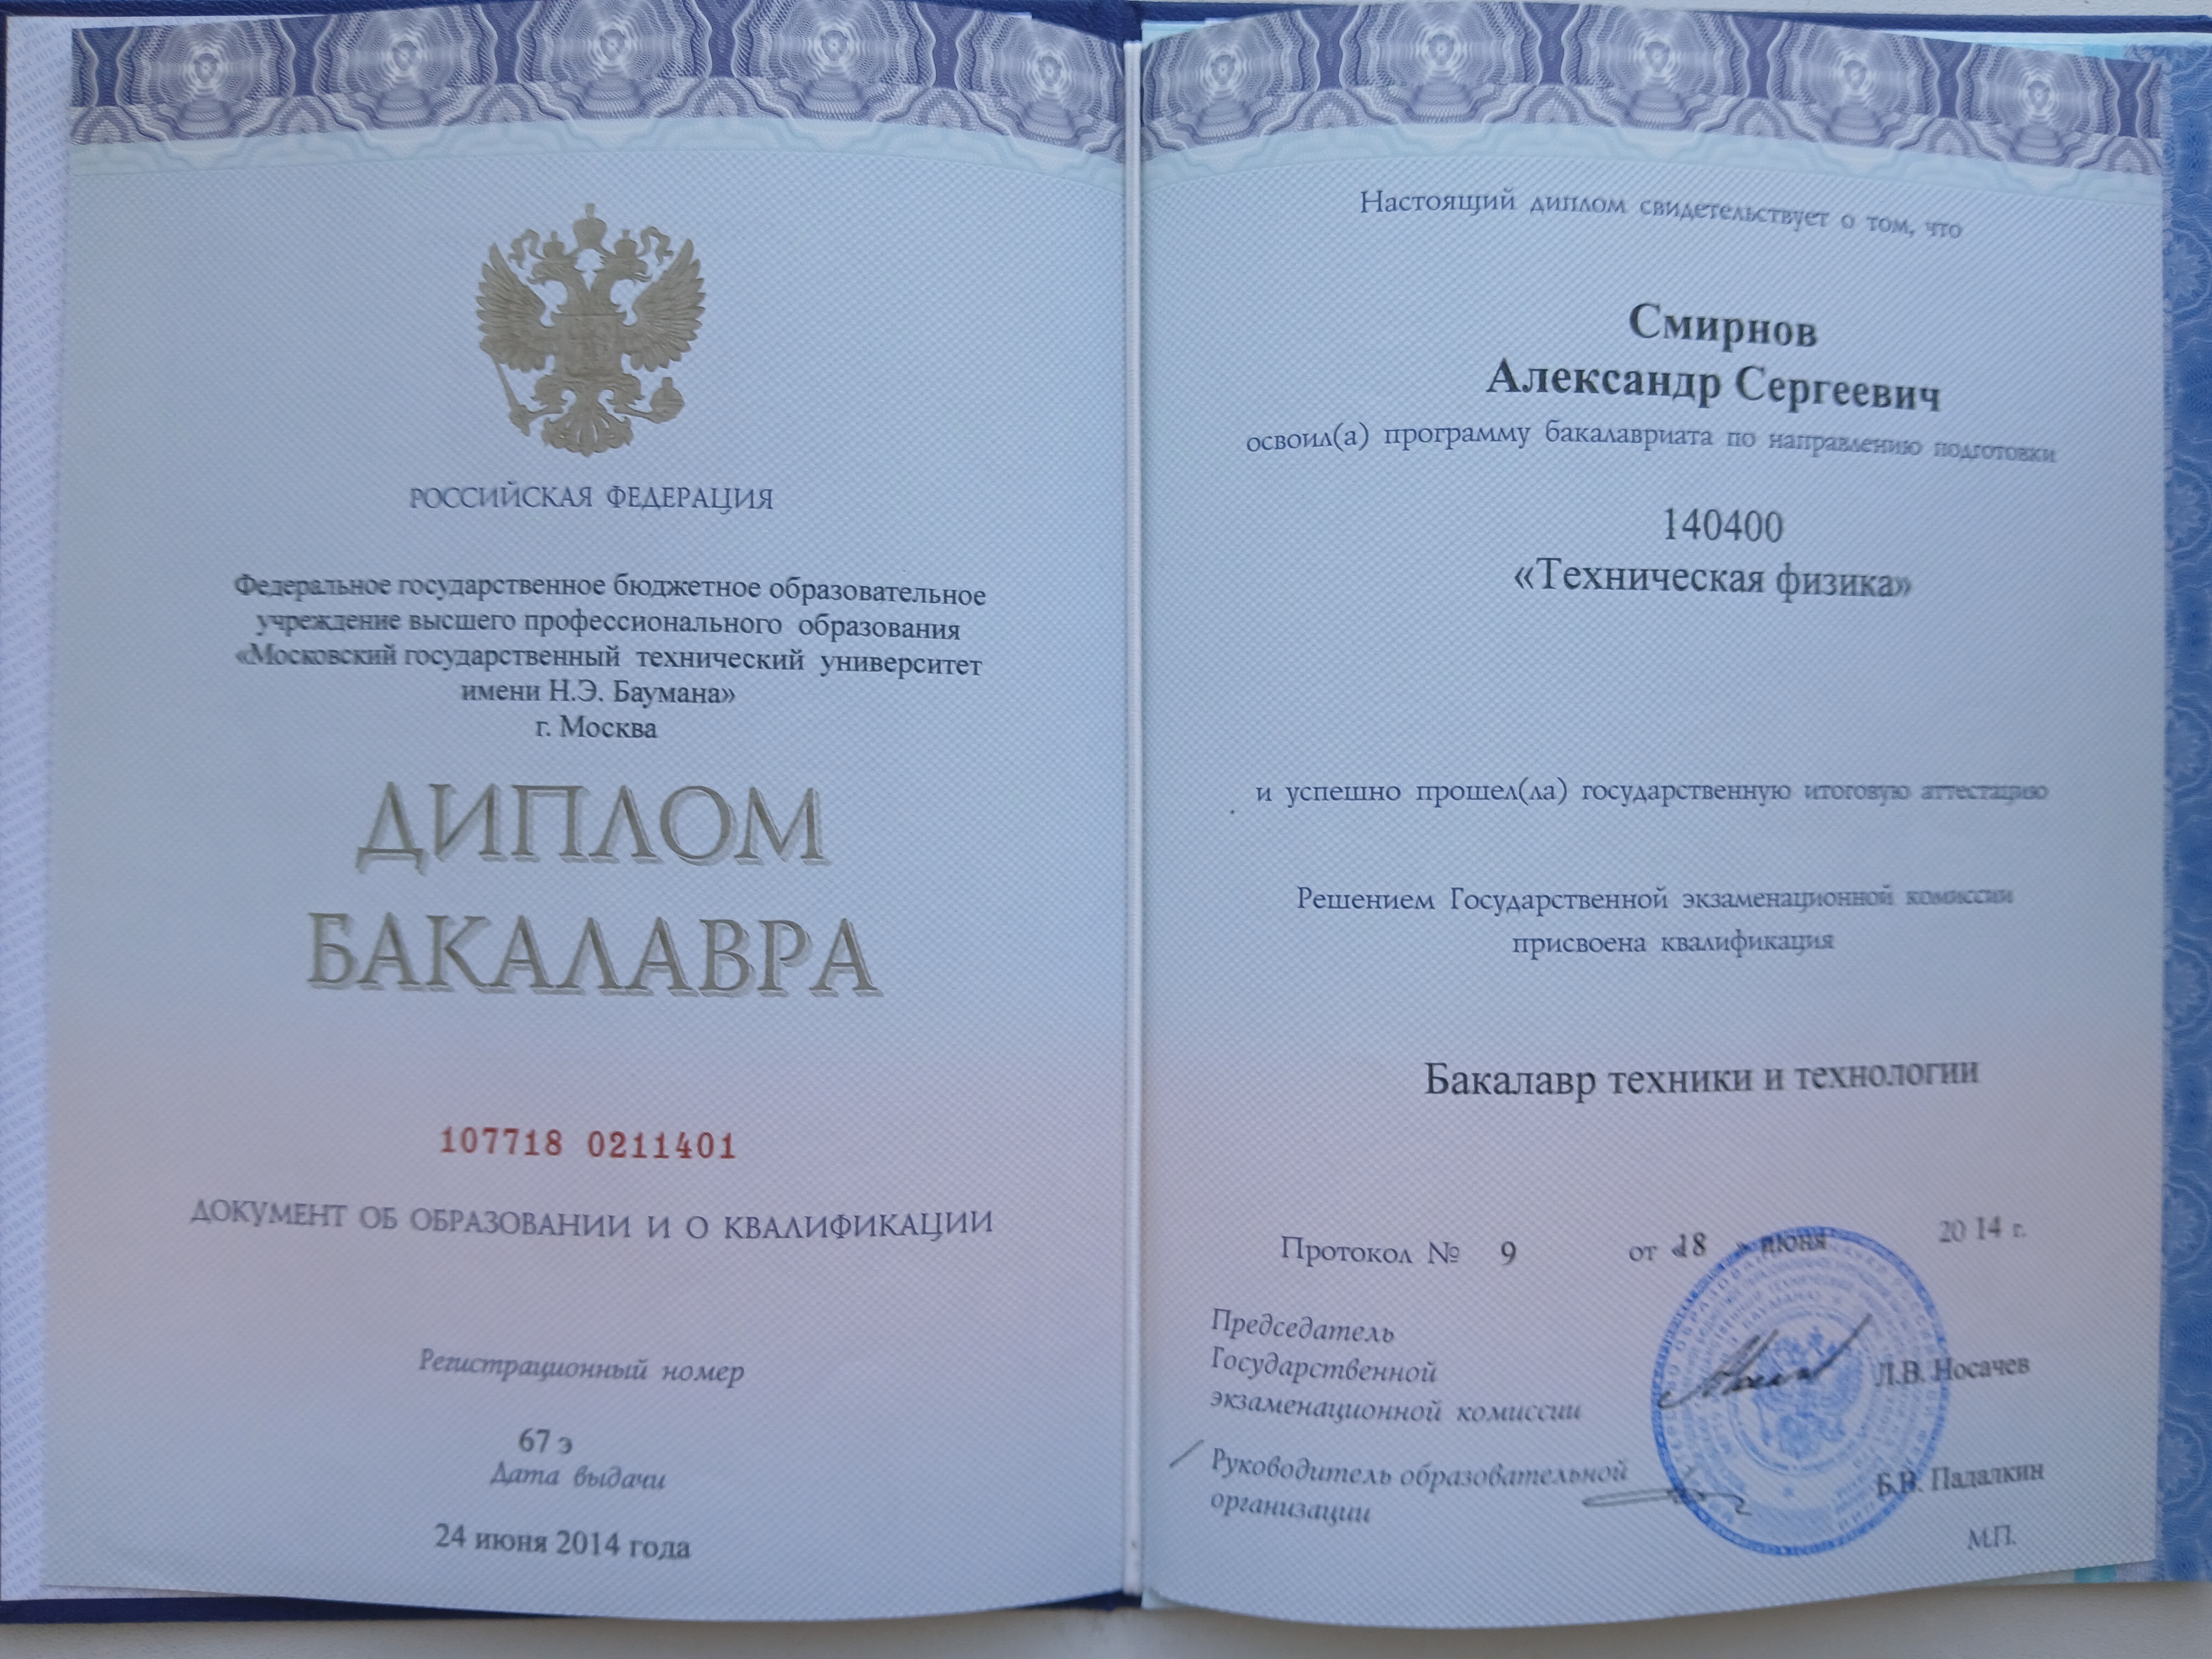 РОССИЙСКАЯ ФЕДЕРАЦИЯ
Федеральное государственное бюджетное образовательное
учреждение высшего профессионального образования
«Московский государственный технический университет
имени Н.Э. Баумана»
г. Москва
ДИПЛОМ
БАКАЛАВРА
107718 0211401
ДОКУМЕНТ ОБ ОБРАЗОВАНИИ И О КВАЛИФИКАЦИИ
Регистрационный номер
67 э
Дата выдачи
24 июня 2014 года
Настоящий диплом свидетельствует о том, что
Смирнов
Александр Сергеевич
освоил(а) программу бакалавриата по направлению подготовки
140400
«Техническая физика»
и успешно прошел(ла) государственную итоговую аттестацию
Решением Государственной экзаменационной комиссии
присвоена квалификация
Бакалавр техники и технологии
Протокол № 9 от «18 » июня 2014 г.
Председатель
Государственной
экзаменационной комиссии
Л.В. Носачев
Руководитель образовательной
организации
Б.В. Падалкин
М.П.